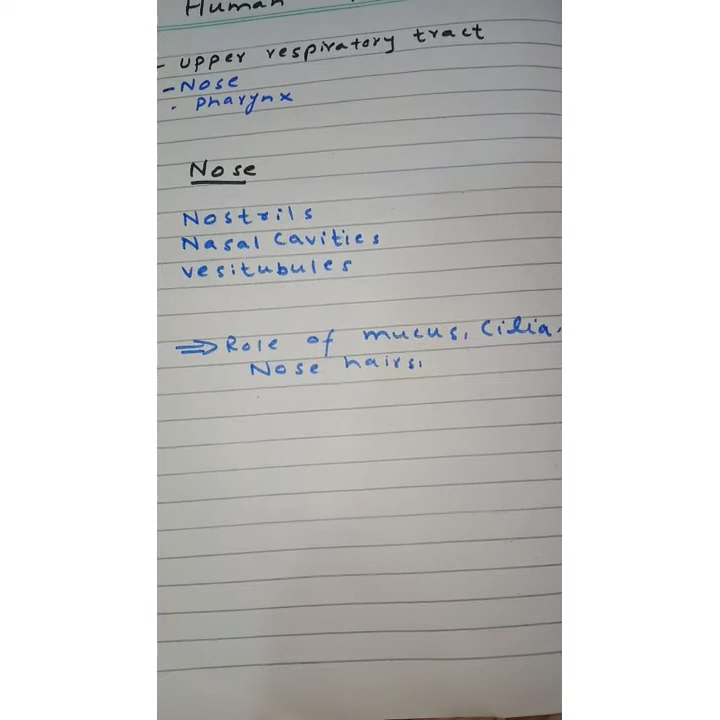 Human
- Upper respiratory tract
- Nose
- Pharynx
Nose
Nostrils
Nasal Cavities
vesitubules
⇒ Role of mucus, Cilia,
Nose hairs,